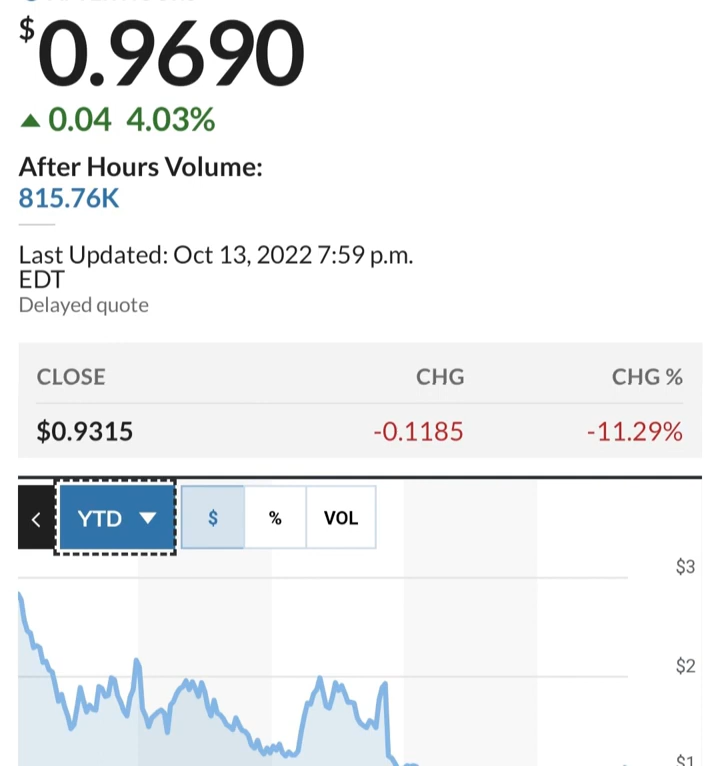 $0.9690
▲ 0.04 4.03%
After Hours Volume:
815.76K
Last Updated: Oct 13, 2022 7:59 p.m.
EDT
Delayed quote
CLOSE CHG CHG %
$0.9315 -0.1185 -11.29%
< YTD ▼ $ % VOL
$3
$2
$1